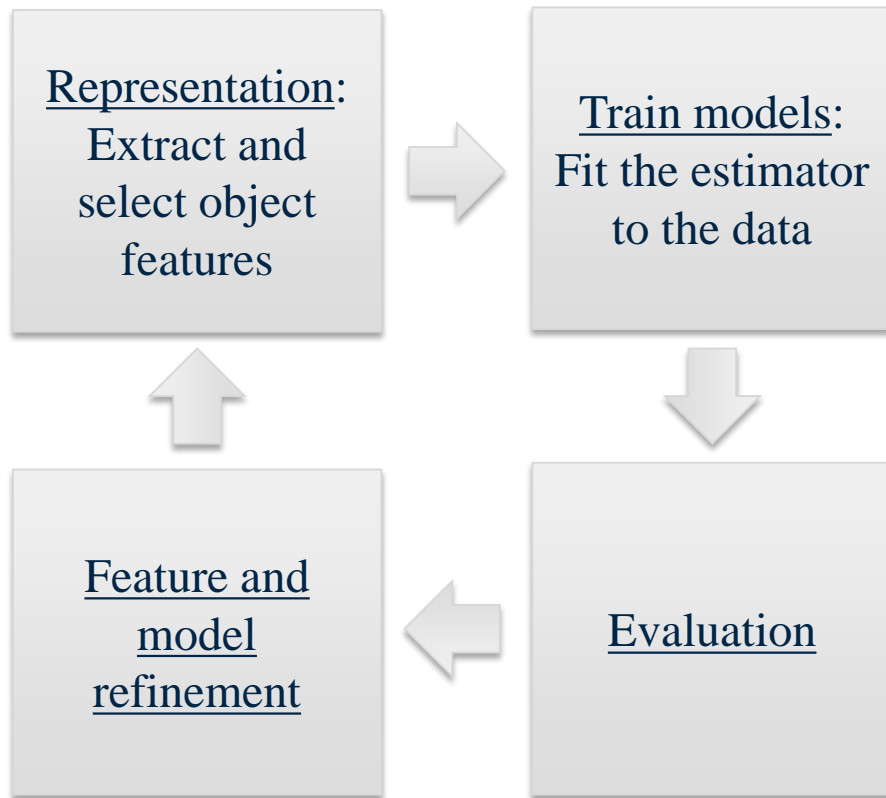 Representation:
Extract and
select object
features
Train models:
Fit the estimator
to the data
Feature and
model
refinement
Evaluation